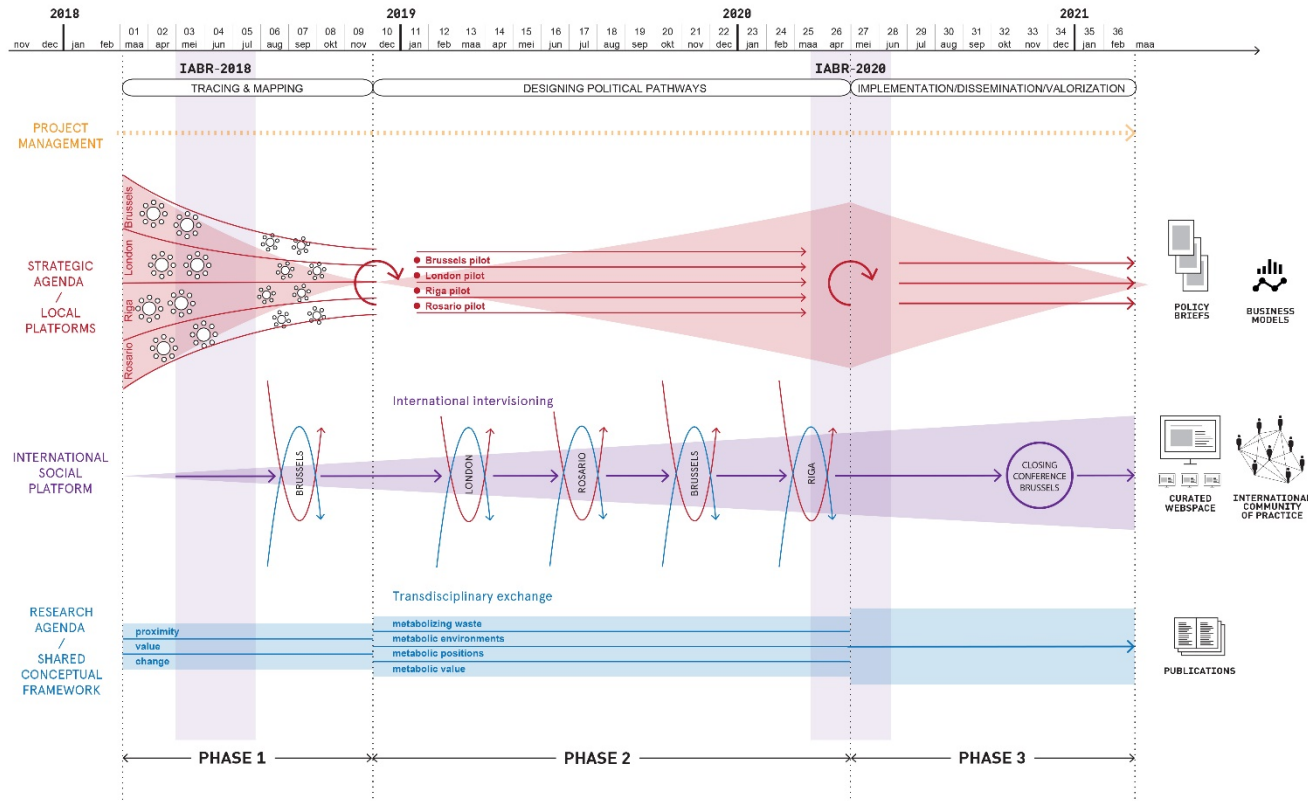 2018 2019 2020 2021
01 02 03 04 05 06 07 08 09 10 11 12 13 14 15 16 17 18 19 20 21 22 23 24 25 26 27 28 29 30 31 32 33 34 35 36
nov dec jan feb maa apr mei jun jul aug sep okt nov dec jan feb maa apr mei jun jul aug sep okt nov dec jan feb maa apr mei jun jul aug sep okt nov dec jan feb maa
IABR-2018 IABR-2020
TRACING & MAPPING DESIGNING POLITICAL PATHWAYS IMPLEMENTATION/DISSEMINATION/VALORIZATION
PROJECT
MANAGEMENT
STRATEGIC
AGENDA
/
LOCAL
PLATFORMS
Brussels
London
Riga
Rosario
Brussels pilot
London pilot
Riga pilot
Rosario pilot
POLICY
BRIEFS
BUSINESS
MODELS
INTERNATIONAL
SOCIAL
PLATFORM
International intervisioning
BRUSSELS
LONDON
ROSARIO
BRUSSELS
RIGA
CLOSING
CONFERENCE
BRUSSELS
CURATED
WEBSPACE
INTERNATIONAL
COMMUNITY
OF PRACTICE
RESEARCH
AGENDA
/
SHARED
CONCEPTUAL
FRAMEWORK
proximity
value
change
Transdisciplinary exchange
metabolizing waste
metabolic environments
metabolic positions
metabolic value
PUBLICATIONS
PHASE 1 PHASE 2 PHASE 3